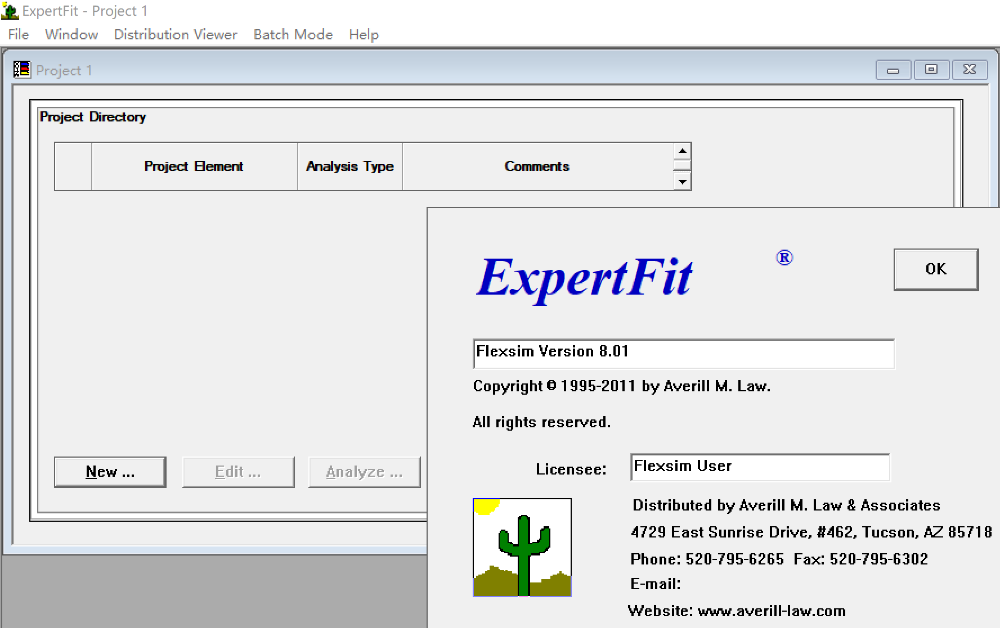 ExpertFit - Project 1
File Window Distribution Viewer Batch Mode Help
Project 1
Project Directory
Project Element Analysis Type Comments
ExpertFit ®
OK
Flexsim Version 8.01
Copyright © 1995-2011 by Averill M. Law.
All rights reserved.
New ... Edit ... Analyze ...
Licensee: Flexsim User
Distributed by Averill M. Law & Associates
4729 East Sunrise Drive, #462, Tucson, AZ 85718
Phone: 520-795-6265 Fax: 520-795-6302
E-mail:
Website: www.averill-law.com